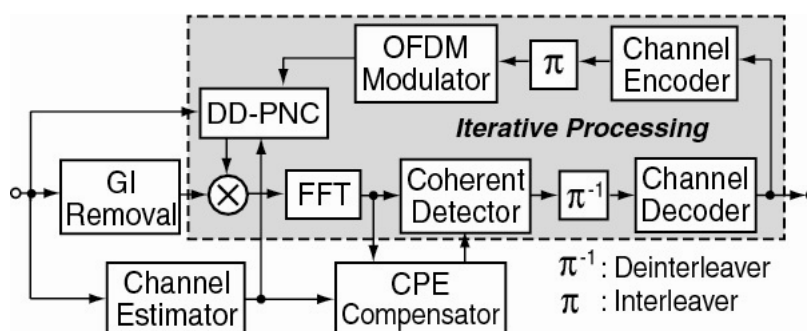 OFDM
Modulator
π
Channel
Encoder
DD-PNC
Iterative Processing
GI
Removal
FFT
Coherent
Detector
π-1
Channel
Decoder
Channel
Estimator
CPE
Compensator
π-1 : Deinterleaver
π : Interleaver